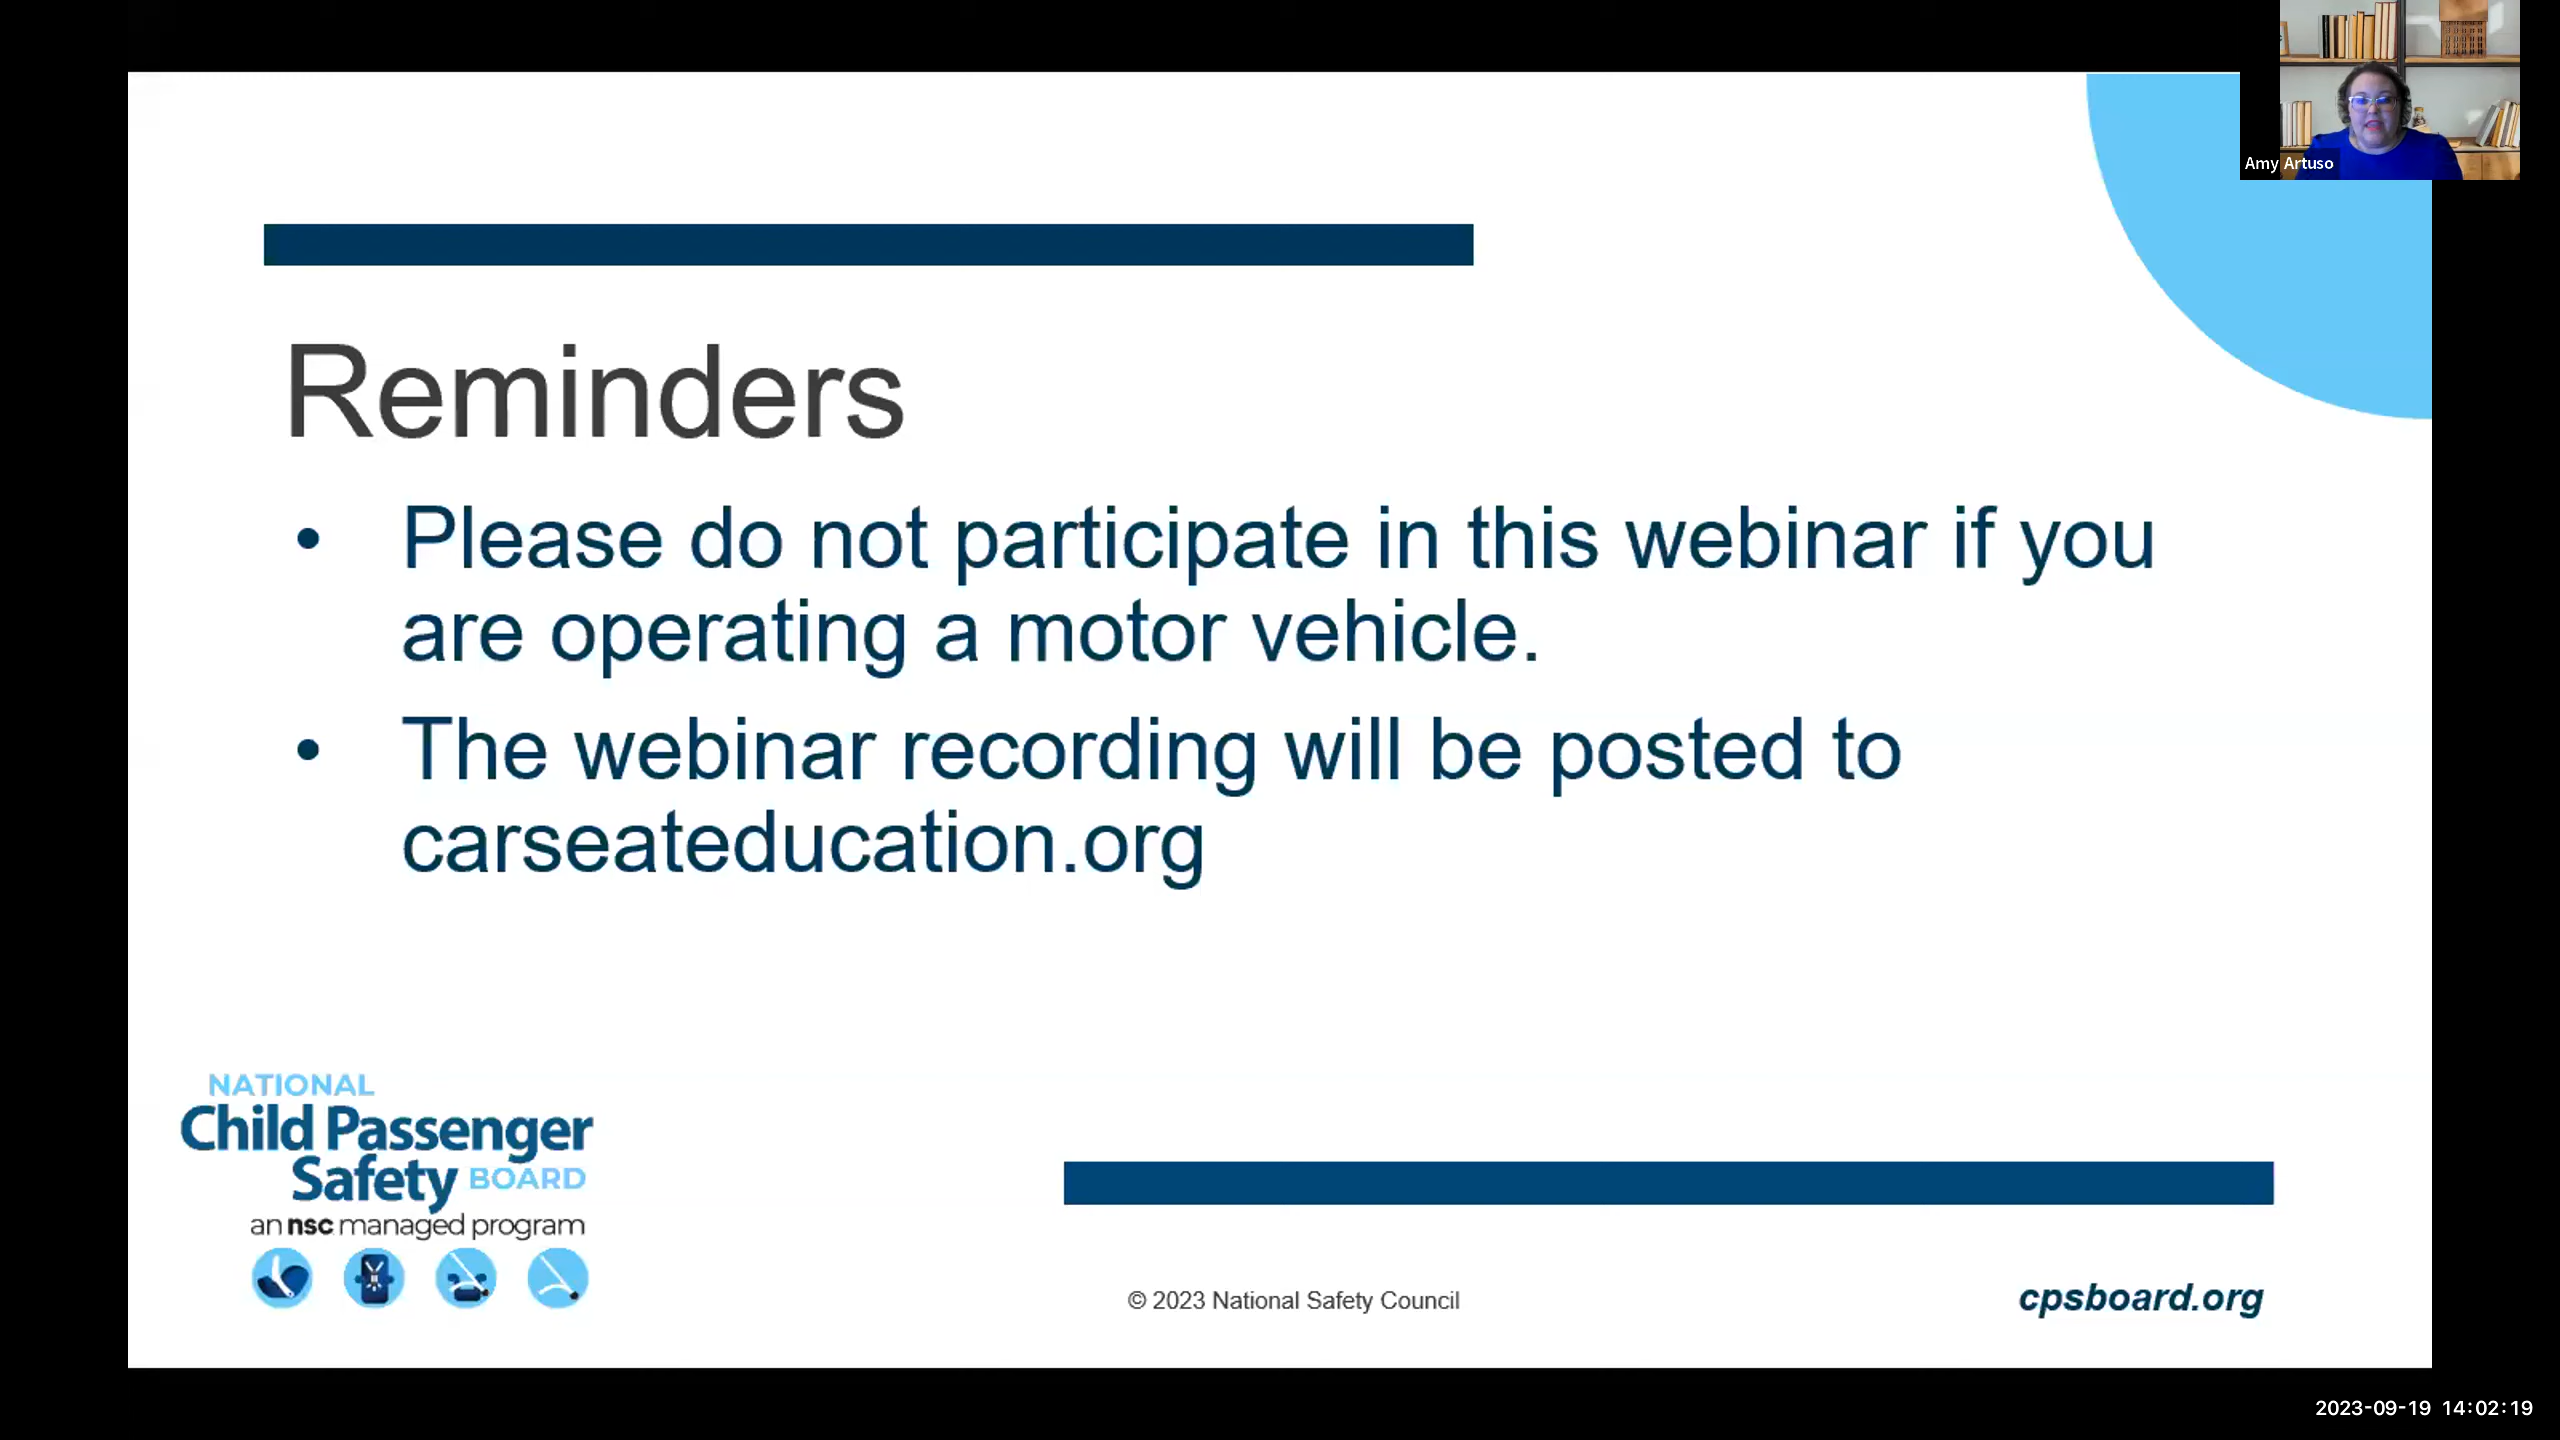 Amy Artuso
Reminders
• Please do not participate in this webinar if you
are operating a motor vehicle.
• The webinar recording will be posted to
carseateducation.org
NATIONAL
Child Passenger
Safety BOARD
an nsc managed program
© 2023 National Safety Council
cpsboard.org
2023-09-19 14:02:19